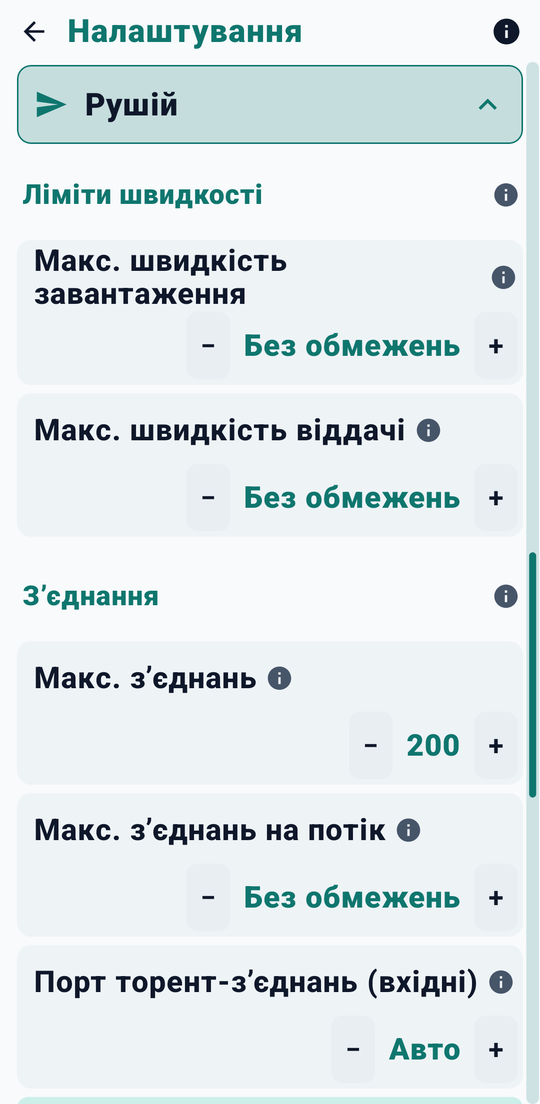 Налаштування
Рушій
Ліміти швидкості
Макс. швидкість
завантаження
− Без обмежень +
Макс. швидкість віддачі
− Без обмежень +
З’єднання
Макс. з’єднань
− 200 +
Макс. з’єднань на потік
− Без обмежень +
Порт торент-з’єднань (вхідні)
− Авто +